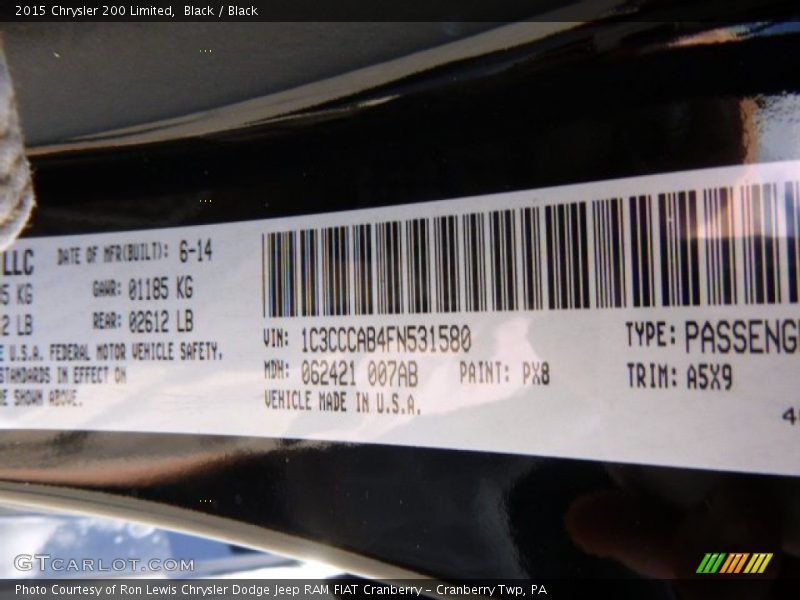 2015 Chrysler 200 Limited, Black / Black
LLC DATE OF MFR(BUILT): 6-14
KG GAWR: 01185 KG
LB REAR: 02612 LB
U.S.A. FEDERAL MOTOR VEHICLE SAFETY,
STANDARDS IN EFFECT ON
SHOWN ABOVE.
VIN: 1C3CCCAB4FN531580
MDH: 062421 007AB PAINT: PX8
VEHICLE MADE IN U.S.A.
TYPE: PASSENG
TRIM: A5X9
GTCARLOT.COM
Photo Courtesy of Ron Lewis Chrysler Dodge Jeep RAM FIAT Cranberry – Cranberry Twp, PA